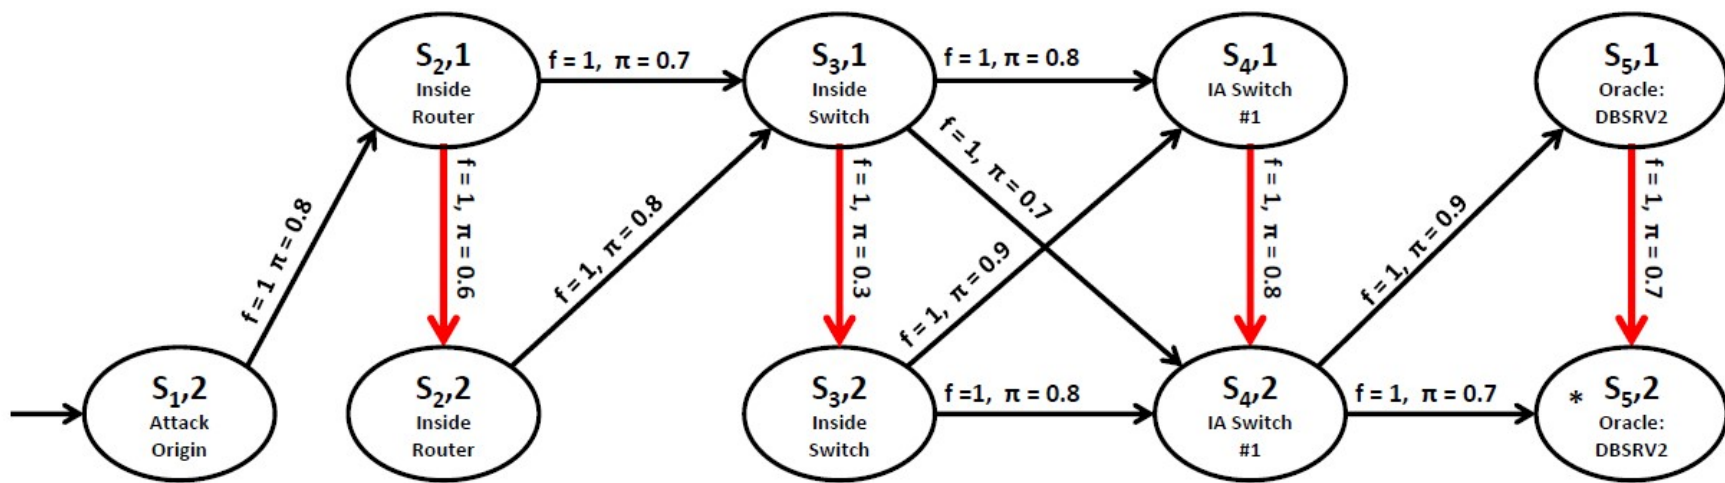 S2,1
Inside
Router
f = 1, π = 0.7
S3,1
Inside
Switch
f = 1, π = 0.8
S4,1
IA Switch
#1
S5,1
Oracle:
DBSRV2
f = 1 π = 0.8
f = 1, π = 0.6
f = 1, π = 0.8
f = 1, π = 0.3
f = 1, π = 0.7
f = 1, π = 0.9
f = 1, π = 0.8
f = 1, π = 0.9
f = 1, π = 0.7
S1,2
Attack
Origin
S2,2
Inside
Router
S3,2
Inside
Switch
f =1, π = 0.8
S4,2
IA Switch
#1
f = 1, π = 0.7
* S5,2
Oracle:
DBSRV2